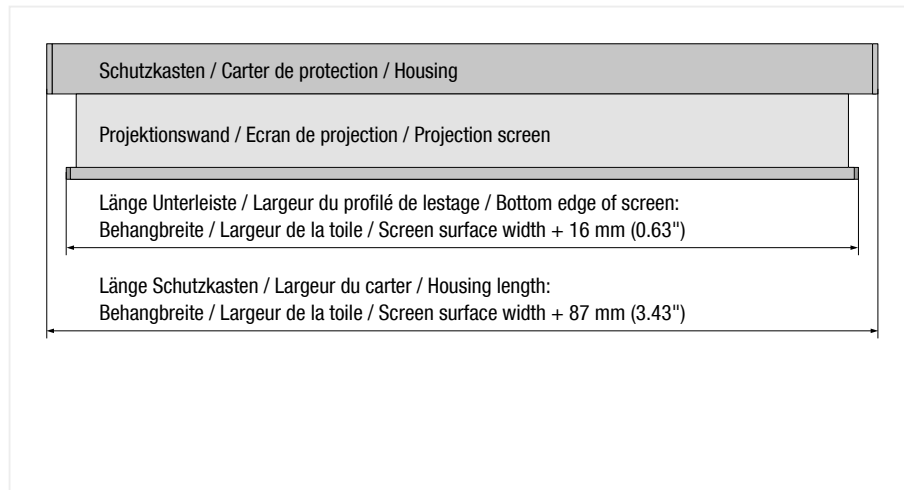 Schutzkasten / Carter de protection / Housing
Projektionswand / Ecran de projection / Projection screen
Länge Unterleiste / Largeur du profilé de lestage / Bottom edge of screen:
Behangbreite / Largeur de la toile / Screen surface width + 16 mm (0.63")
Länge Schutzkasten / Largeur du carter / Housing length:
Behangbreite / Largeur de la toile / Screen surface width + 87 mm (3.43")